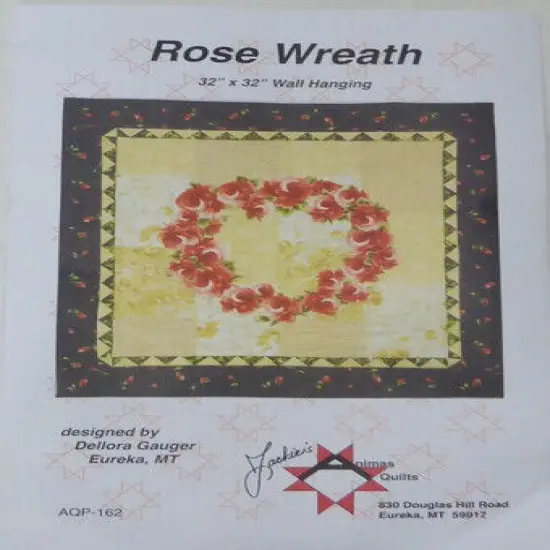 Rose Wreath
32" x 32" Wall Hanging
designed by
Dellora Gauger
Eureka, MT
Jackie's Animas
Quilts
AQP-162
830 Douglas Hill Road
Eureka, MT 59917